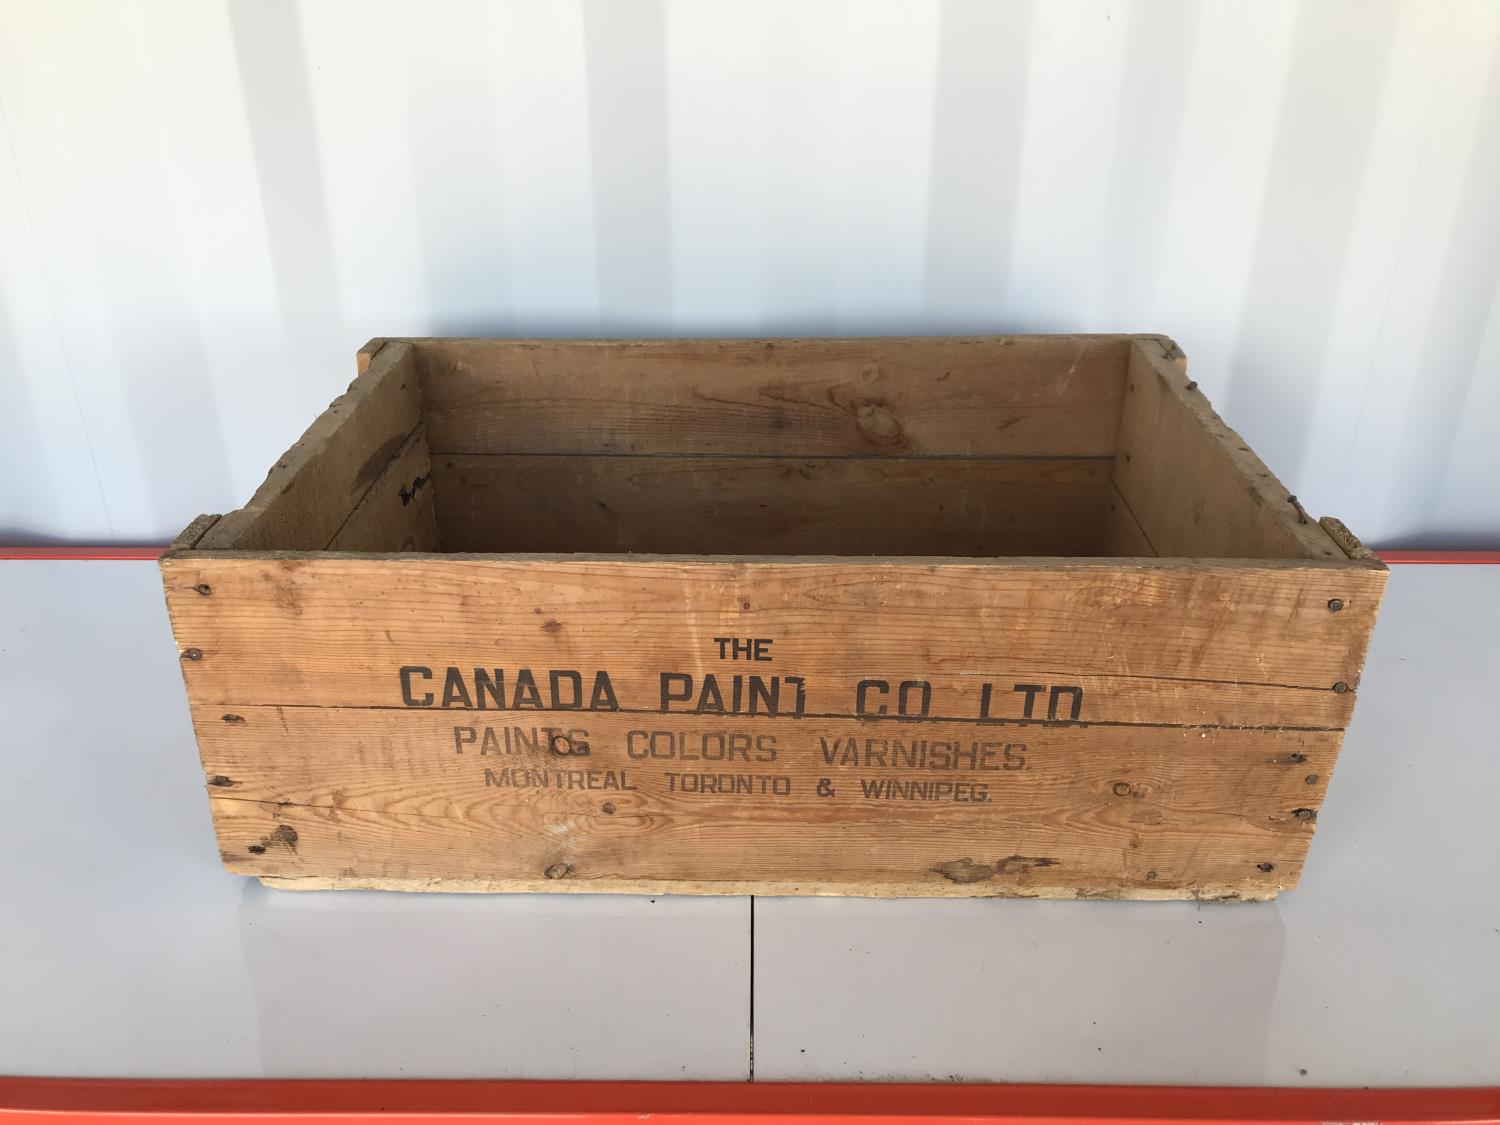 THE
CANADA PAINT CO LTD.
PAINTS COLORS VARNISHES.
MONTREAL TORONTO & WINNIPEG.